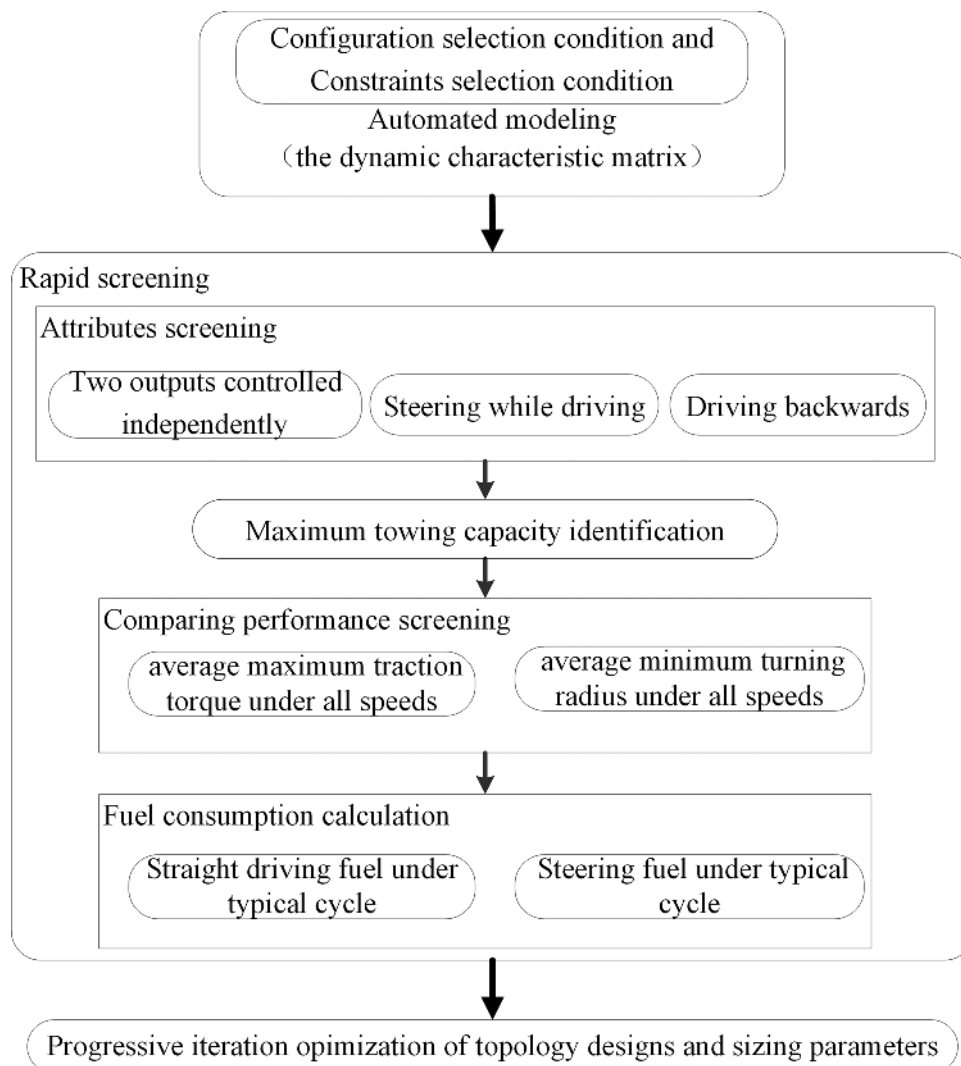 Configuration selection condition and
Constraints selection condition
Automated modeling
（the dynamic characteristic matrix）
Rapid screening
Attributes screening
Two outputs controlled
independently
Steering while driving
Driving backwards
Maximum towing capacity identification
Comparing performance screening
average maximum traction
torque under all speeds
average minimum turning
radius under all speeds
Fuel consumption calculation
Straight driving fuel under
typical cycle
Steering fuel under typical
cycle
Progressive iteration opimization of topology designs and sizing parameters